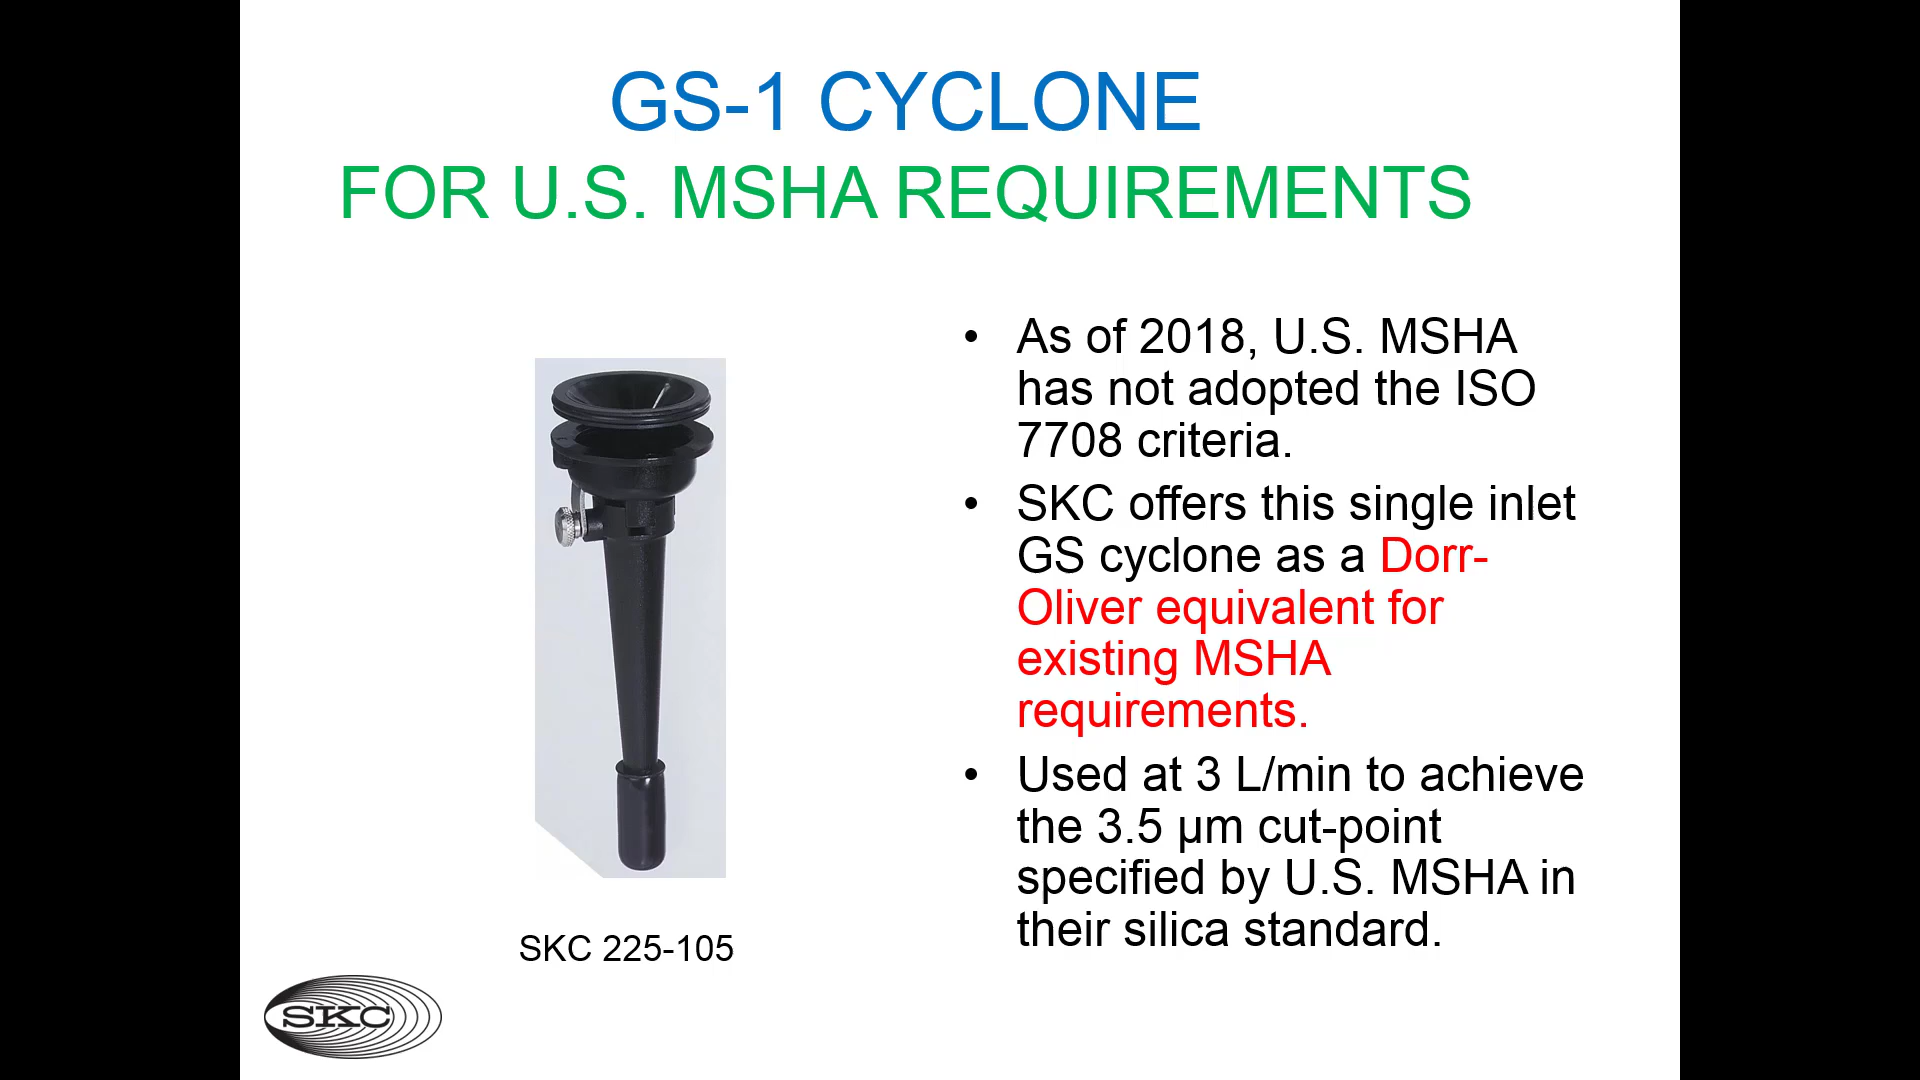 GS-1 CYCLONE
FOR U.S. MSHA REQUIREMENTS
• As of 2018, U.S. MSHA
has not adopted the ISO
7708 criteria.
• SKC offers this single inlet
GS cyclone as a Dorr-
Oliver equivalent for
existing MSHA
requirements.
• Used at 3 L/min to achieve
the 3.5 µm cut-point
specified by U.S. MSHA in
their silica standard.
SKC 225-105
SKC